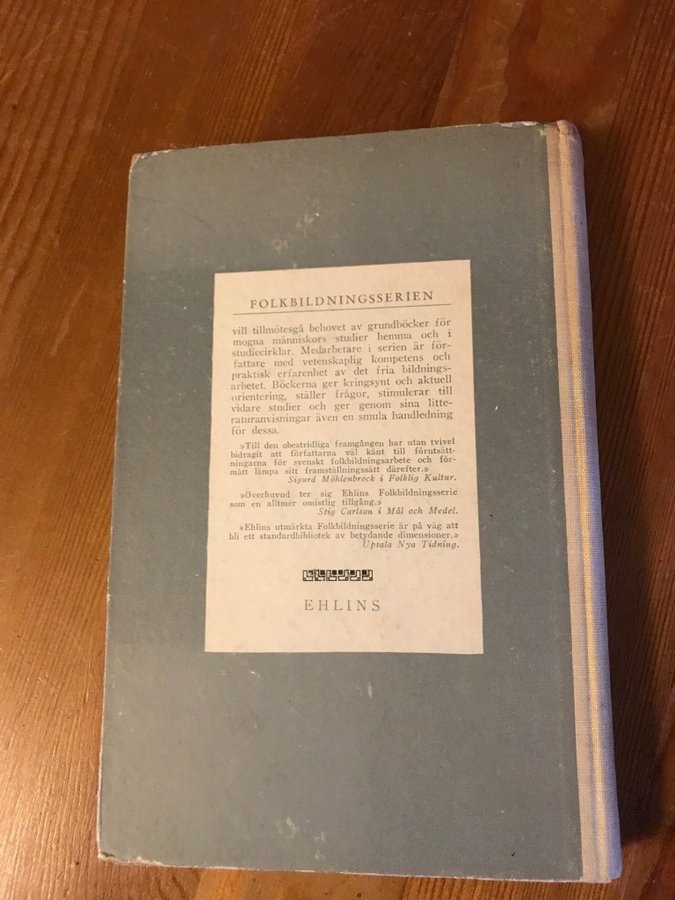 FOLKBILDNINGSSERIEN
vill tillmötesgå behovet av grundböcker för
mogna människors studier hemma och i
studiecirklar. Medarbetare i serien är för-
fattare med vetenskaplig kompetens och
praktisk erfarenhet av det fria bildnings-
arbetet. Böckerna ger kringsynt och aktuell
orientering, ställer frågor, stimulerar till
vidare studier och ger genom sina litte-
raturanvisningar även en smula handledning
för dessa.
»Till den obestridliga framgången har utan tvivel
bidragit att författarna väl känt till förutsätt-
ningarna för svenskt folkbildningsarbete och för-
mått lämpa sitt framställningssätt därefter.»
Sigurd Möhlenbrock i Folklig Kultur.
»Överhuvud ter sig Ehlins Folkbildningsserie
som en alltmer omistlig tillgång.»
Stig Carlson i Mål och Medel.
»Ehlins utmärkta Folkbildningsserie är på väg att
bli ett standardbibliotek av betydande dimensioner.»
Upsala Nya Tidning.
EHLINS